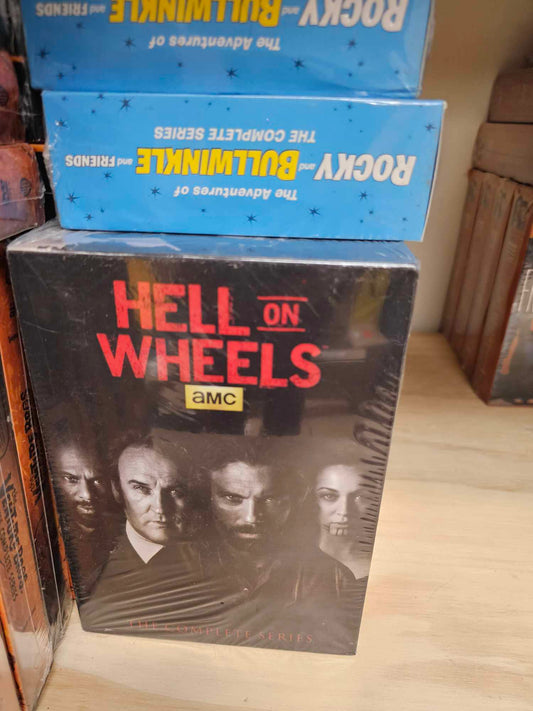 The Adventures of
ROCKY and BULLWINKLE and FRIENDS
The Adventures of
ROCKY and BULLWINKLE and FRIENDS
THE COMPLETE SERIES
HELL ON
WHEELS
amc
THE COMPLETE SERIES